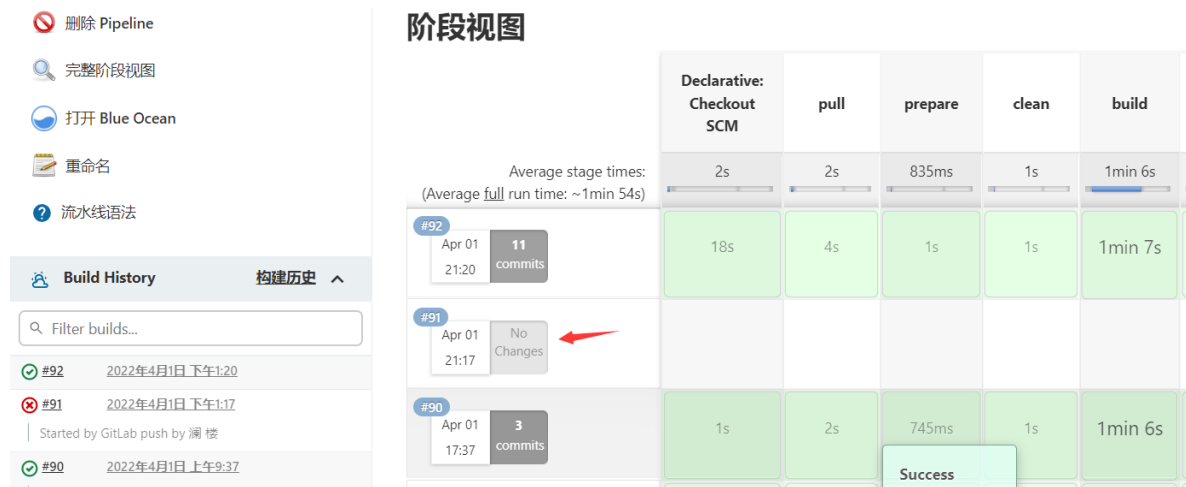 删除 Pipeline
完整阶段视图
打开 Blue Ocean
重命名
流水线语法
Build History 构建历史
Filter builds...
#92 2022年4月1日 下午1:20
#91 2022年4月1日 下午1:17
Started by GitLab push by 澜 楼
#90 2022年4月1日 上午9:37
阶段视图
Declarative:
Checkout
SCM
pull
prepare
clean
build
Average stage times:
(Average full run time: ~1min 54s)
2s
2s
835ms
1s
1min 6s
#92
Apr 01
21:20
11
commits
18s
4s
1s
1s
1min 7s
#91
Apr 01
21:17
No
Changes
#90
Apr 01
17:37
3
commits
1s
2s
745ms
1s
1min 6s
Success